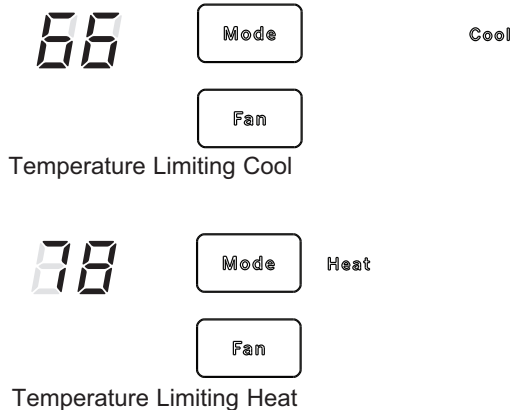 66 Mode Cool
Fan
Temperature Limiting Cool
78 Mode Heat
Fan
Temperature Limiting Heat